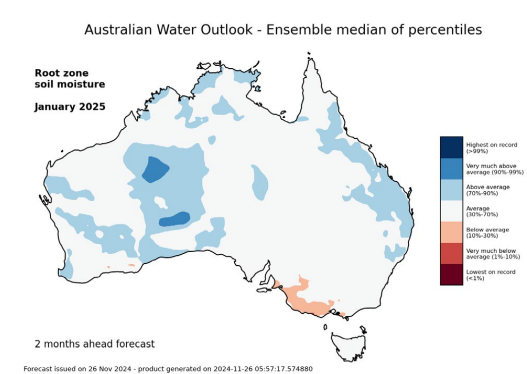 Australian Water Outlook - Ensemble median of percentiles
Root zone
soil moisture
January 2025
Highest on record
(>99%)
Very much above
average (90%-99%)
Above average
(70%-90%)
Average
(30%-70%)
Below average
(10%-30%)
Very much below
average (1%-10%)
Lowest on record
(<1%)
2 months ahead forecast
Forecast issued on 26 Nov 2024 - product generated on 2024-11-26 05:57:17.574880